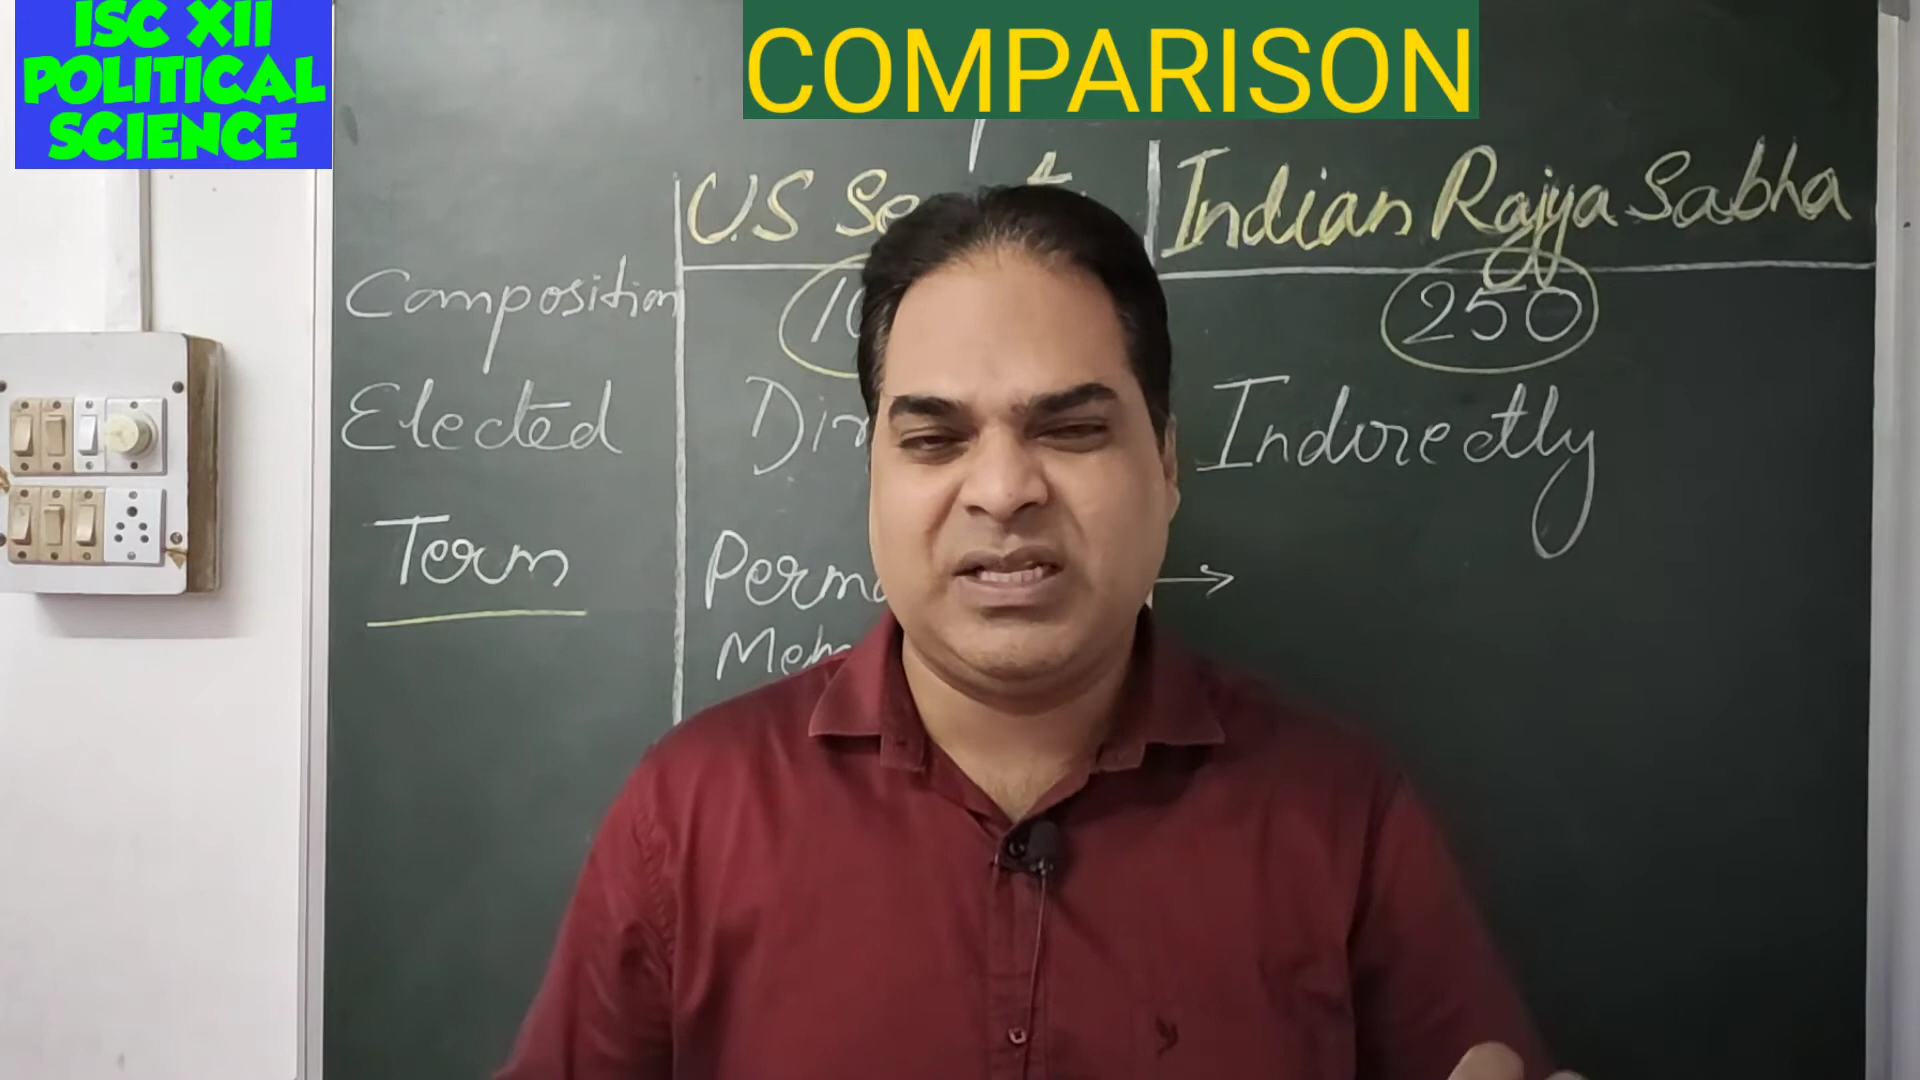 ISC XII
POLITICAL
SCIENCE
COMPARISON
U.S Indian Rajya Sabha
Composition 250
Elected Indirectly
Term →